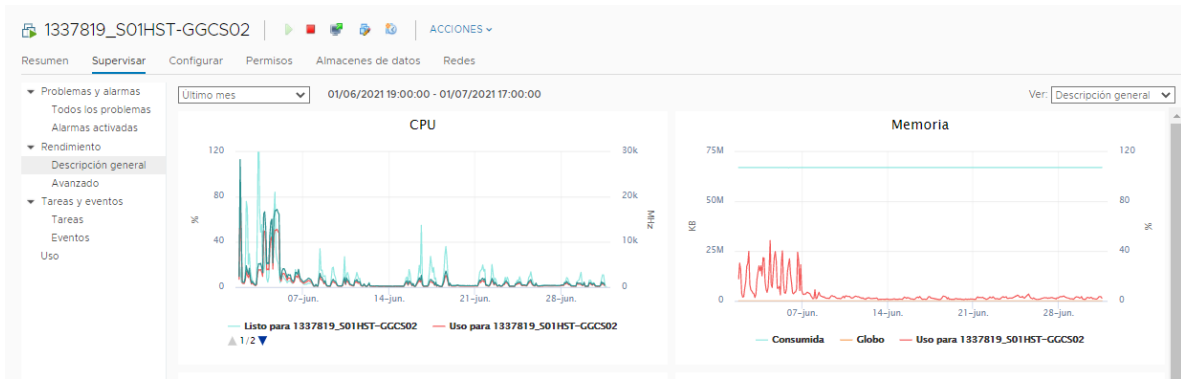 1337819_S01HST-GGCS02 ACCIONES
Resumen Supervisar Configurar Permisos Almacenes de datos Redes
Problemas y alarmas
Todos los problemas
Alarmas activadas
Rendimiento
Descripción general
Avanzado
Tareas y eventos
Tareas
Eventos
Uso
Último mes 01/06/2021 19:00:00 - 01/07/2021 17:00:00 Ver: Descripción general
CPU
120 30k
80 20k
% MHz
40 10k
0 0
07-jun. 14-jun. 21-jun. 28-jun.
Listo para 1337819_S01HST-GGCS02 Uso para 1337819_S01HST-GGCS02
1/2
Memoria
75M 120
50M 80
KB %
25M 40
0 0
07-jun. 14-jun. 21-jun. 28-jun.
Consumida Globo Uso para 1337819_S01HST-GGCS02